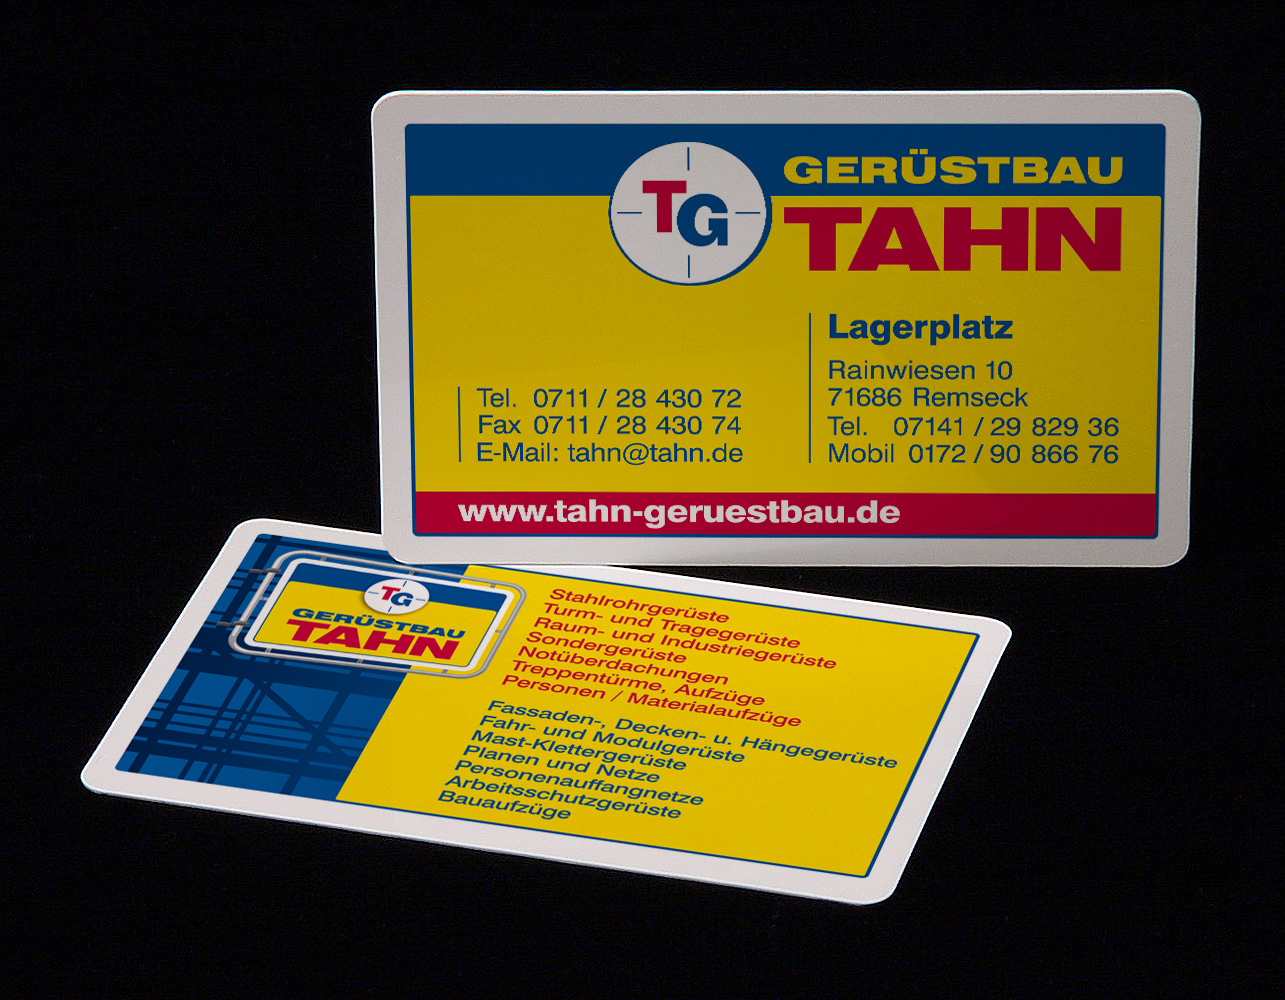 TG
GERÜSTBAU
TAHN
Lagerplatz
Rainwiesen 10
71686 Remseck
Tel. 07141 / 29 829 36
Mobil 0172 / 90 866 76
Tel. 0711 / 28 430 72
Fax 0711 / 28 430 74
E-Mail: tahn@tahn.de
www.tahn-geruestbau.de
TG
GERÜSTBAU
TAHN
Stahlrohrgerüste
Turm- und Tragegerüste
Raum- und Industriegerüste
Sondergerüste
Notüberdachungen
Treppentürme, Aufzüge
Personen / Materialaufzüge
Fassaden-, Decken- u. Hängegerüste
Fahr- und Modulgerüste
Mast-Klettergerüste
Planen und Netze
Personenauffangnetze
Arbeitsschutzgerüste
Bauaufzüge